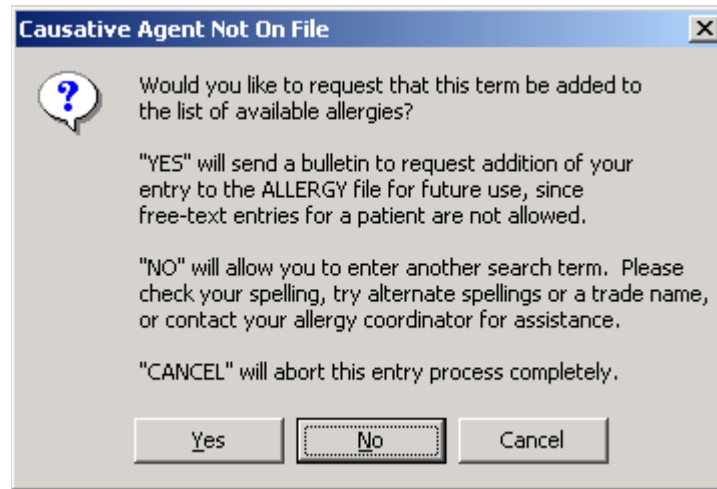 Causative Agent Not On File
Would you like to request that this term be added to
the list of available allergies?
"YES" will send a bulletin to request addition of your
entry to the ALLERGY file for future use, since
free-text entries for a patient are not allowed.
"NO" will allow you to enter another search term.  Please
check your spelling, try alternate spellings or a trade name,
or contact your allergy coordinator for assistance.
"CANCEL" will abort this entry process completely.
Yes No Cancel